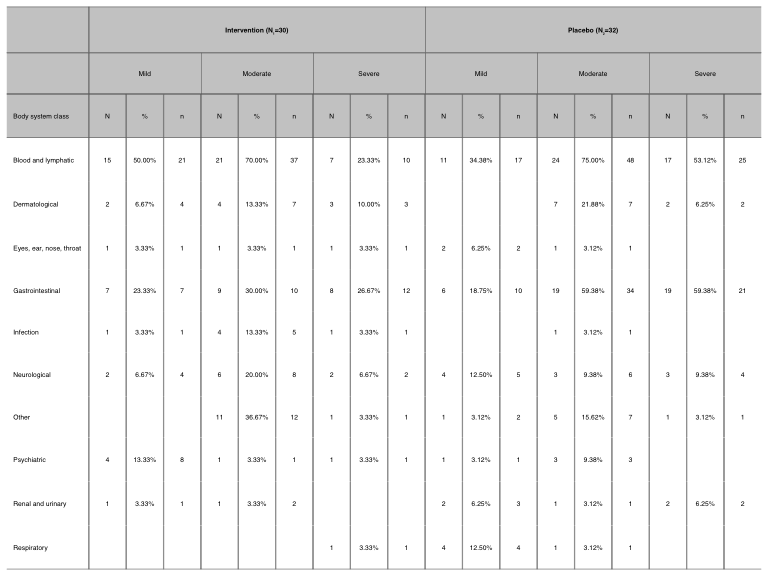 Intervention (Ni=30) Placebo (Ni=32)
Mild Moderate Severe Mild Moderate Severe
Body system class N % n N % n N % n N % n N % n N % n
Blood and lymphatic 15 50.00% 21 21 70.00% 37 7 23.33% 10 11 34.38% 17 24 75.00% 48 17 53.12% 25
Dermatological 2 6.67% 4 4 13.33% 7 3 10.00% 3 7 21.88% 7 2 6.25% 2
Eyes, ear, nose, throat 1 3.33% 1 1 3.33% 1 1 3.33% 1 2 6.25% 2 1 3.12% 1
Gastrointestinal 7 23.33% 7 9 30.00% 10 8 26.67% 12 6 18.75% 10 19 59.38% 34 19 59.38% 21
Infection 1 3.33% 1 4 13.33% 5 1 3.33% 1 1 3.12% 1
Neurological 2 6.67% 4 6 20.00% 8 2 6.67% 2 4 12.50% 5 3 9.38% 6 3 9.38% 4
Other 11 36.67% 12 1 3.33% 1 1 3.12% 2 5 15.62% 7 1 3.12% 1
Psychiatric 4 13.33% 8 1 3.33% 1 1 3.33% 1 1 3.12% 1 3 9.38% 3
Renal and urinary 1 3.33% 1 1 3.33% 2 2 6.25% 3 1 3.12% 1 2 6.25% 2
Respiratory 1 3.33% 1 4 12.50% 4 1 3.12% 1